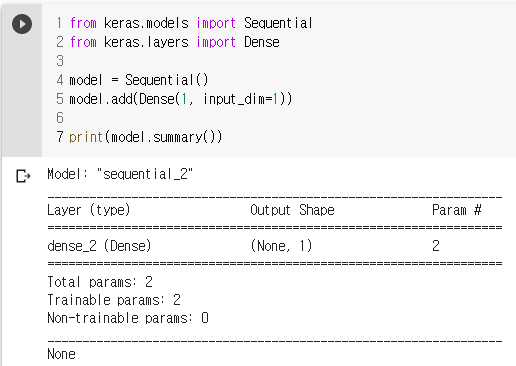 1 from keras.models import Sequential
2 from keras.layers import Dense
3
4 model = Sequential()
5 model.add(Dense(1, input_dim=1))
6
7 print(model.summary())
Model: "sequential_2"
_________________________________________________________________
Layer (type)                 Output Shape              Param #
=================================================================
dense_2 (Dense)              (None, 1)                 2
=================================================================
Total params: 2
Trainable params: 2
Non-trainable params: 0
_________________________________________________________________
None